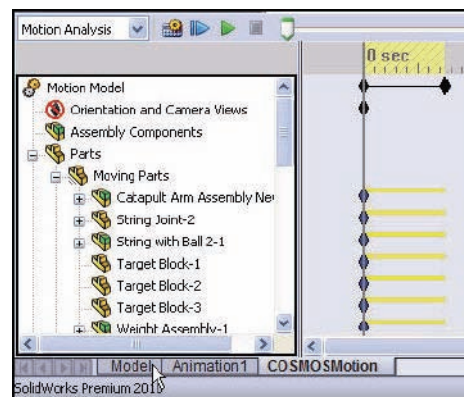 Motion Analysis
0 sec
Motion Model
Orientation and Camera Views
Assembly Components
Parts
Moving Parts
Catapult Arm Assembly
String Joint-2
String with Ball 2-1
Target Block-1
Target Block-2
Target Block-3
Weight Assembly-1
Model Animation1 COSMOSMotion
SolidWorks Premium